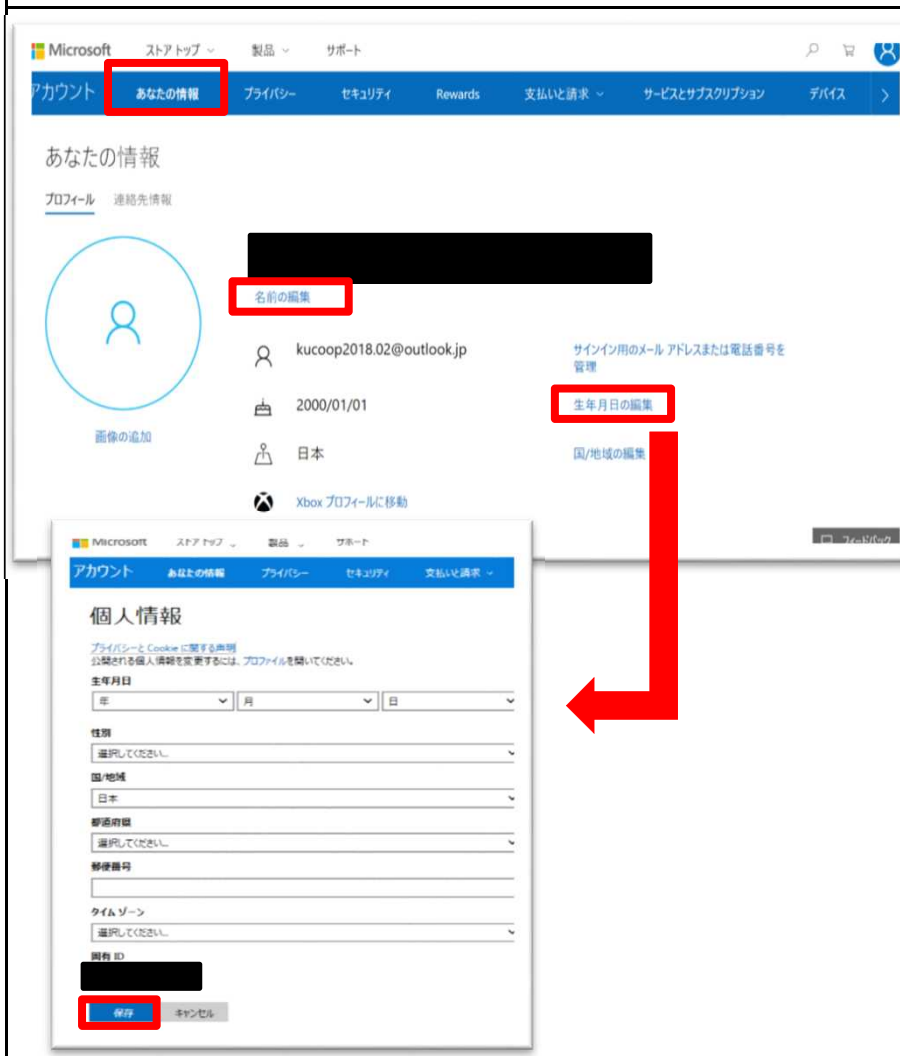 Microsoft ストアトップ 製品 サポート
アカウント あなたの情報 プライバシー セキュリティ Rewards 支払いと請求 サービスとサブスクリプション デバイス
あなたの情報
プロフィール 連絡先情報
名前の編集
kucoop2018.02@outlook.jp サインイン用のメール アドレスまたは電話番号を
管理
2000/01/01 生年月日の編集
画像の追加
日本 国/地域の編集
Xbox プロフィールに移動
フィードバック
Microsoft ストアトップ 製品 サポート
アカウント あなたの情報 プライバシー セキュリティ 支払いと請求
個人情報
プライバシーと Cookie に関する声明
公開される個人情報を変更するには、プロファイルを開いてください。
生年月日
年 月 日
性別
選択してください...
国/地域
日本
都道府県
選択してください...
郵便番号
タイム ゾーン
選択してください...
固有 ID
保存 キャンセル